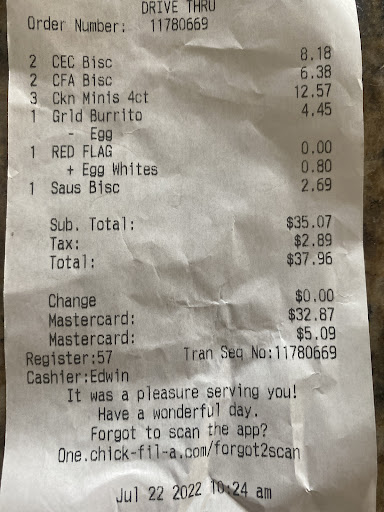 DRIVE THRU
Order Number: 11780669
2 CEC Bisc 8.18
2 CFA Bisc 6.38
3 Ckn Minis 4ct 12.57
1 Grld Burrito 4.45
- Egg
1 RED FLAG 0.00
+ Egg Whites 0.80
1 Saus Bisc 2.69
Sub. Total: $35.07
Tax: $2.89
Total: $37.96
Change $0.00
Mastercard: $32.87
Mastercard: $5.09
Register:57 Tran Seq No:11780669
Cashier:Edwin
It was a pleasure serving you!
Have a wonderful day.
Forgot to scan the app?
One.chick-fil-a.com/forgot2scan
Jul 22 2022 10:24 am